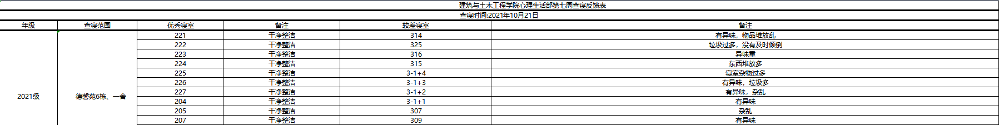 建筑与土木工程学院心理生活部第七周查寝反馈表
查寝时间:2021年10月21日
年级 查寝范围 优秀寝室 备注 较差寝室 备注
221 干净整洁 314 有异味，物品堆放乱
222 干净整洁 325 垃圾过多，没有及时倾倒
223 干净整洁 316 异味重
224 干净整洁 315 东西堆放多
225 干净整洁 3-1+4 寝室杂物过多
226 干净整洁 3-1+3 有异味，垃圾多
227 干净整洁 3-1+2 有异味，杂乱
2021级 德馨苑6栋、一舍 204 干净整洁 3-1+1 有异味
205 干净整洁 307 杂乱
207 干净整洁 309 有异味